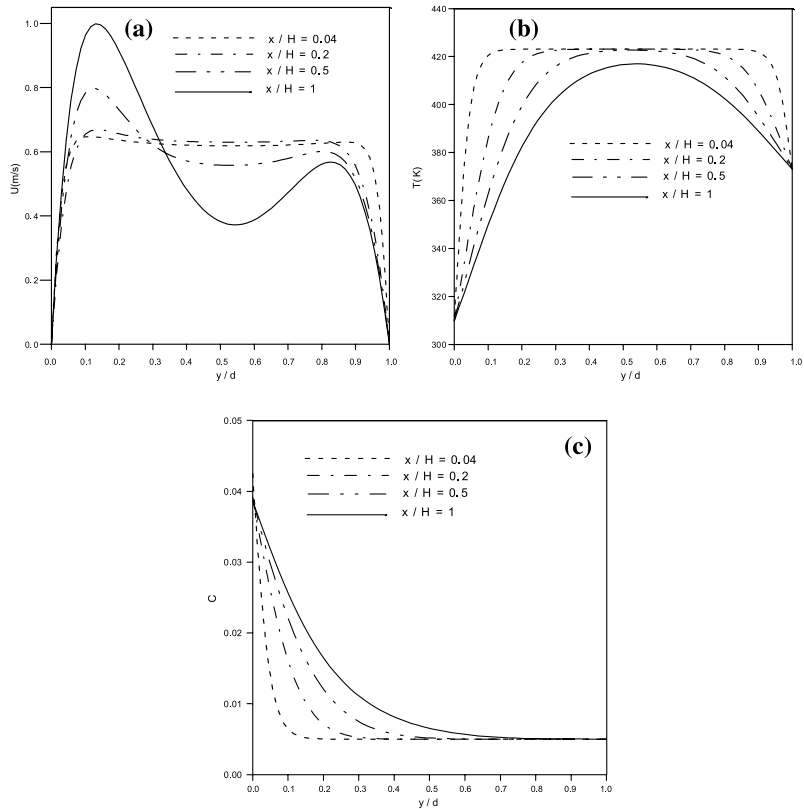 (a)
x / H = 0.04
x / H = 0.2
x / H = 0.5
x / H = 1
1.0
0.8
0.6
0.4
0.2
0.0
U(m/s)
0.0 0.1 0.2 0.3 0.4 0.5 0.6 0.7 0.8 0.9 1.0
y / d
(b)
440
420
400
380
360
340
320
300
T(K)
x / H = 0.04
x / H = 0.2
x / H = 0.5
x / H = 1
0.0 0.1 0.2 0.3 0.4 0.5 0.6 0.7 0.8 0.9 1.0
y / d
(c)
x / H = 0.04
x / H = 0.2
x / H = 0.5
x / H = 1
0.05
0.04
0.03
0.02
0.01
0.00
C
0.0 0.1 0.2 0.3 0.4 0.5 0.6 0.7 0.8 0.9 1.0
y / d